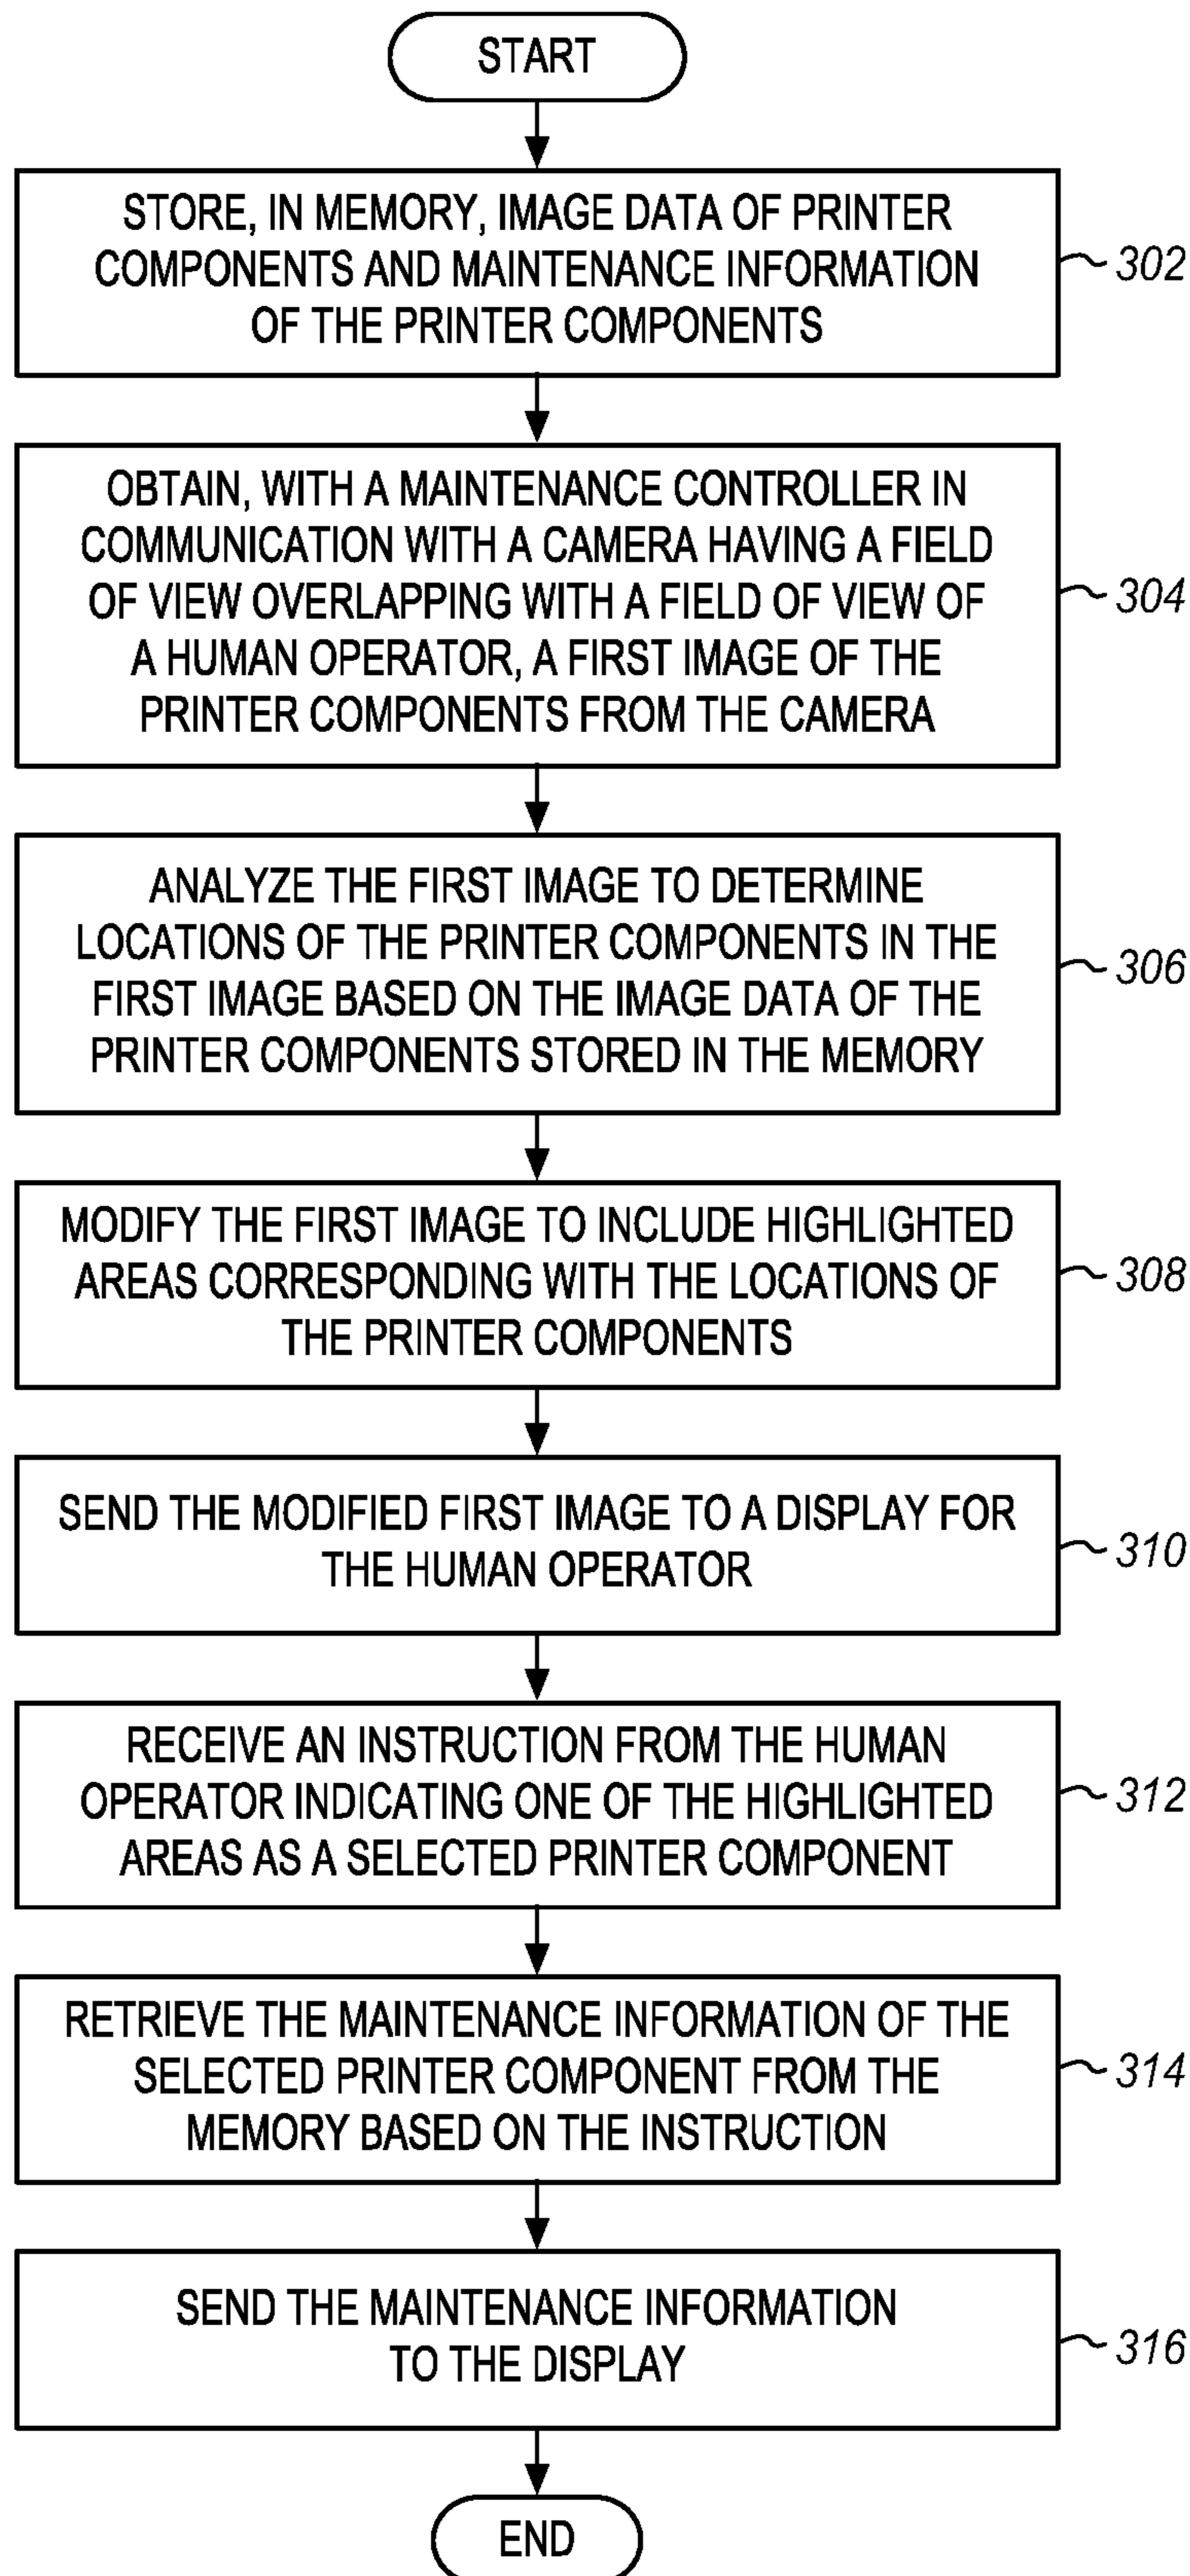 START
STORE, IN MEMORY, IMAGE DATA OF PRINTER
COMPONENTS AND MAINTENANCE INFORMATION
OF THE PRINTER COMPONENTS
302
OBTAIN, WITH A MAINTENANCE CONTROLLER IN
COMMUNICATION WITH A CAMERA HAVING A FIELD
OF VIEW OVERLAPPING WITH A FIELD OF VIEW OF
A HUMAN OPERATOR, A FIRST IMAGE OF THE
PRINTER COMPONENTS FROM THE CAMERA
304
ANALYZE THE FIRST IMAGE TO DETERMINE
LOCATIONS OF THE PRINTER COMPONENTS IN THE
FIRST IMAGE BASED ON THE IMAGE DATA OF THE
PRINTER COMPONENTS STORED IN THE MEMORY
306
MODIFY THE FIRST IMAGE TO INCLUDE HIGHLIGHTED
AREAS CORRESPONDING WITH THE LOCATIONS OF
THE PRINTER COMPONENTS
308
SEND THE MODIFIED FIRST IMAGE TO A DISPLAY FOR
THE HUMAN OPERATOR
310
RECEIVE AN INSTRUCTION FROM THE HUMAN
OPERATOR INDICATING ONE OF THE HIGHLIGHTED
AREAS AS A SELECTED PRINTER COMPONENT
312
RETRIEVE THE MAINTENANCE INFORMATION OF THE
SELECTED PRINTER COMPONENT FROM THE
MEMORY BASED ON THE INSTRUCTION
314
SEND THE MAINTENANCE INFORMATION
TO THE DISPLAY
316
END